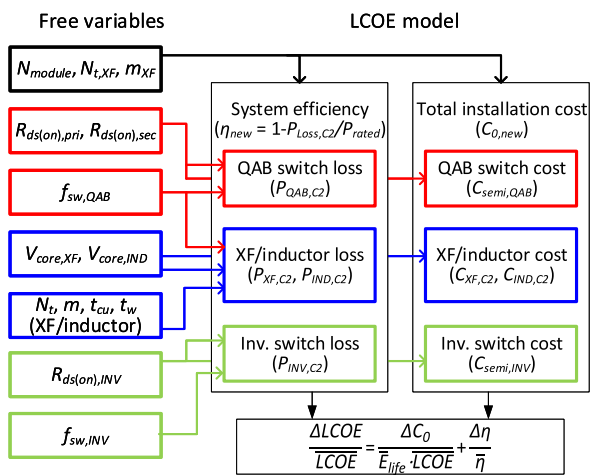 Free variables
LCOE model
N_module, N_t,XF, m_XF
R_ds(on),pri, R_ds(on),sec
f_sw,QAB
V_core,XF, V_core,IND
N_t, m, t_cu, t_w
(XF/inductor)
R_ds(on),INV
f_sw,INV
System efficiency
(η_new = 1-P_Loss,C2/P_rated)
QAB switch loss
(P_QAB,C2)
XF/inductor loss
(P_XF,C2, P_IND,C2)
Inv. switch loss
(P_INV,C2)
Total installation cost
(C_0,new)
QAB switch cost
(C_semi,QAB)
XF/inductor cost
(C_XF,C2, C_IND,C2)
Inv. switch cost
(C_semi,INV)
ΔLCOE/L̅C̅O̅E̅ = ΔC_0/(E̅_life·L̅C̅O̅E̅) + Δη/η̅